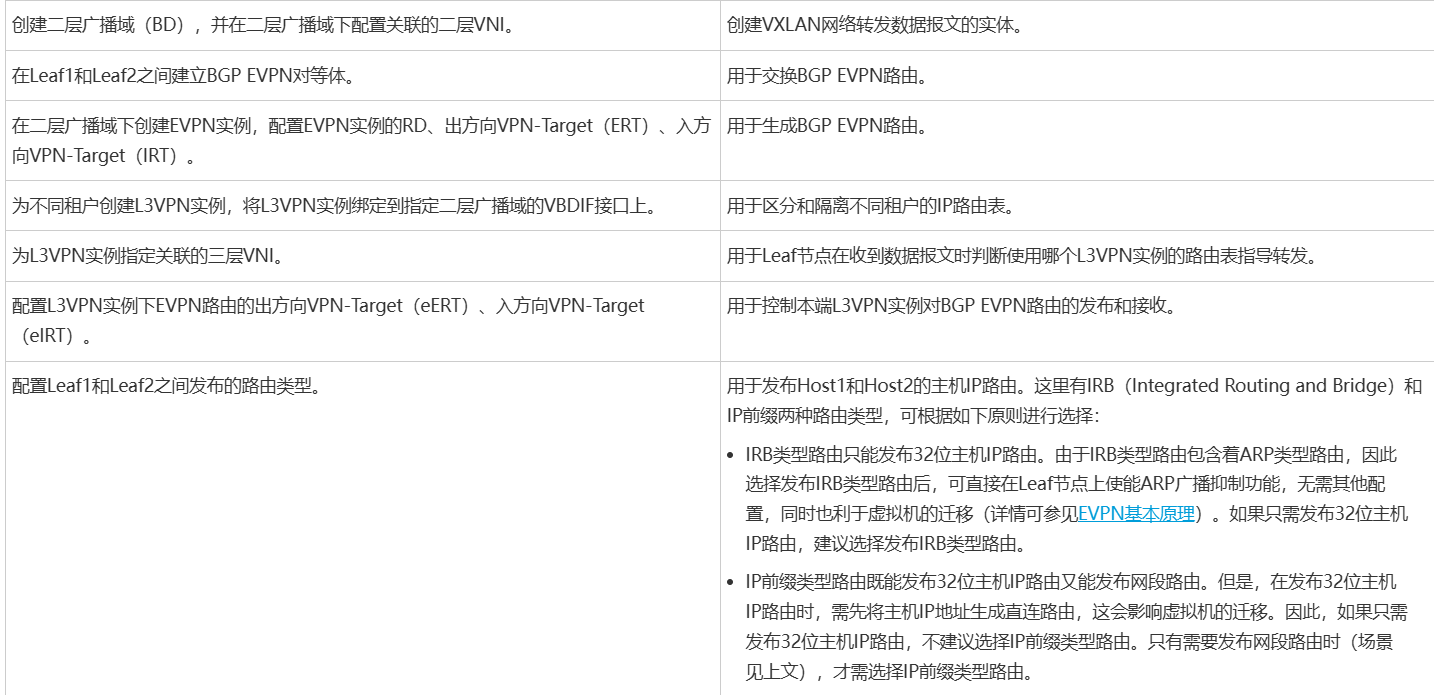 创建二层广播域（BD），并在二层广播域下配置关联的二层VNI。
创建VXLAN网络转发数据报文的实体。
在Leaf1和Leaf2之间建立BGP EVPN对等体。
用于交换BGP EVPN路由。
在二层广播域下创建EVPN实例，配置EVPN实例的RD、出方向VPN-Target（ERT）、入方
向VPN-Target（IRT）。
用于生成BGP EVPN路由。
为不同租户创建L3VPN实例，将L3VPN实例绑定到指定二层广播域的VBDIF接口上。
用于区分和隔离不同租户的IP路由表。
为L3VPN实例指定关联的三层VNI。
用于Leaf节点在收到数据报文时判断使用哪个L3VPN实例的路由表指导转发。
配置L3VPN实例下EVPN路由的出方向VPN-Target（eERT）、入方向VPN-Target
（eIRT）。
用于控制本端L3VPN实例对BGP EVPN路由的发布和接收。
配置Leaf1和Leaf2之间发布的路由类型。
用于发布Host1和Host2的主机IP路由。这里有IRB（Integrated Routing and Bridge）和
IP前缀两种路由类型，可根据如下原则进行选择：
• IRB类型路由只能发布32位主机IP路由。由于IRB类型路由包含着ARP类型路由，因此
选择发布IRB类型路由后，可直接在Leaf节点上使能ARP广播抑制功能，无需其他配
置，同时也利于虚拟机的迁移（详情可参见EVPN基本原理）。如果只需发布32位主机
IP路由，建议选择发布IRB类型路由。
• IP前缀类型路由既能发布32位主机IP路由又能发布网段路由。但是，在发布32位主机
IP路由时，需先将主机IP地址生成直连路由，这会影响虚拟机的迁移。因此，如果只需
发布32位主机IP路由，不建议选择IP前缀类型路由。只有需要发布网段路由时（场景
见上文），才需选择IP前缀类型路由。